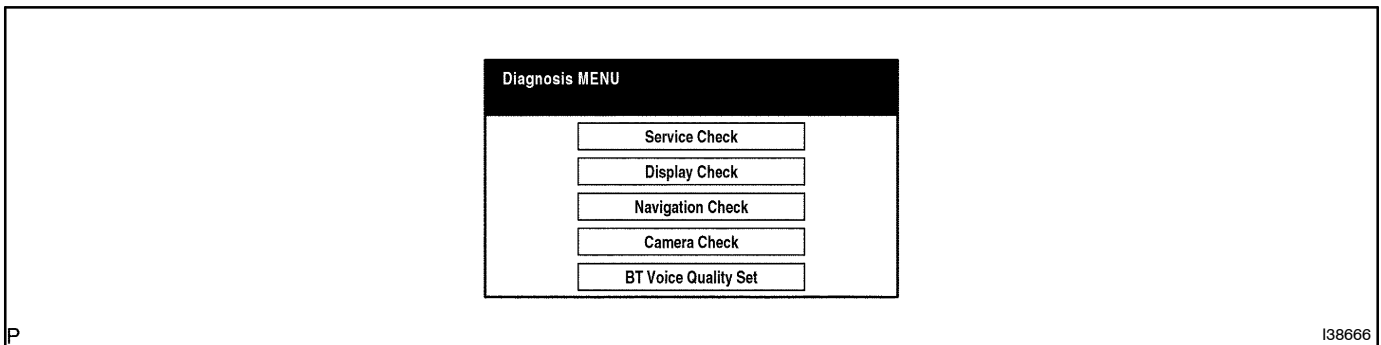 Diagnosis MENU
Service Check
Display Check
Navigation Check
Camera Check
BT Voice Quality Set
P
I38666